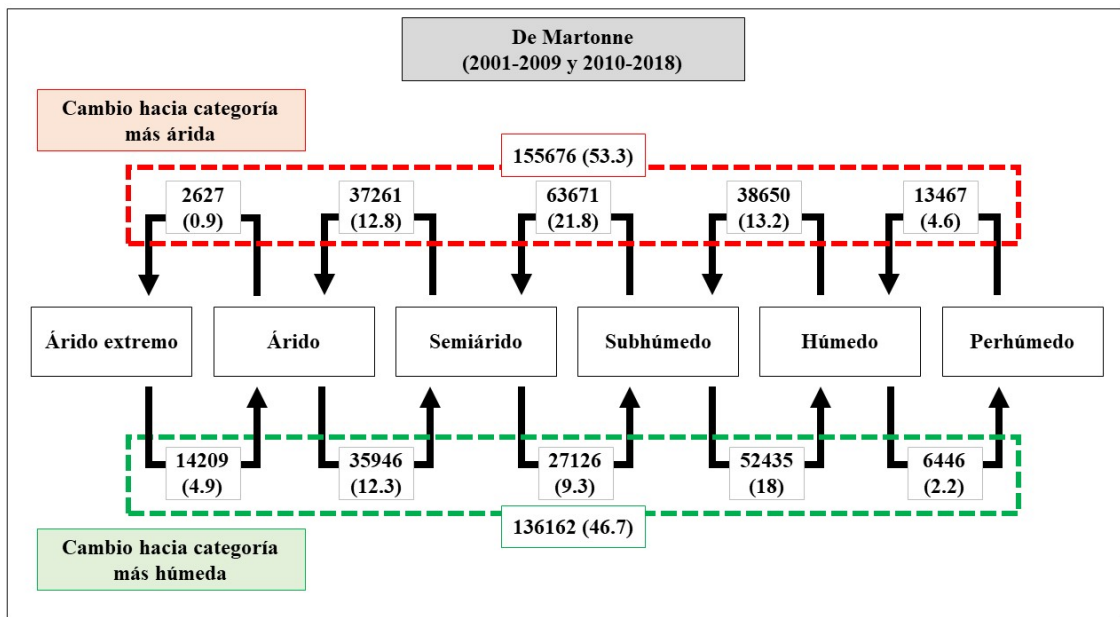 De Martonne
(2001-2009 y 2010-2018)
Cambio hacia categoría
más árida
155676 (53.3)
2627
(0.9)
37261
(12.8)
63671
(21.8)
38650
(13.2)
13467
(4.6)
Árido extremo
Árido
Semiárido
Subhúmedo
Húmedo
Perhúmedo
14209
(4.9)
35946
(12.3)
27126
(9.3)
52435
(18)
6446
(2.2)
136162 (46.7)
Cambio hacia categoría
más húmeda